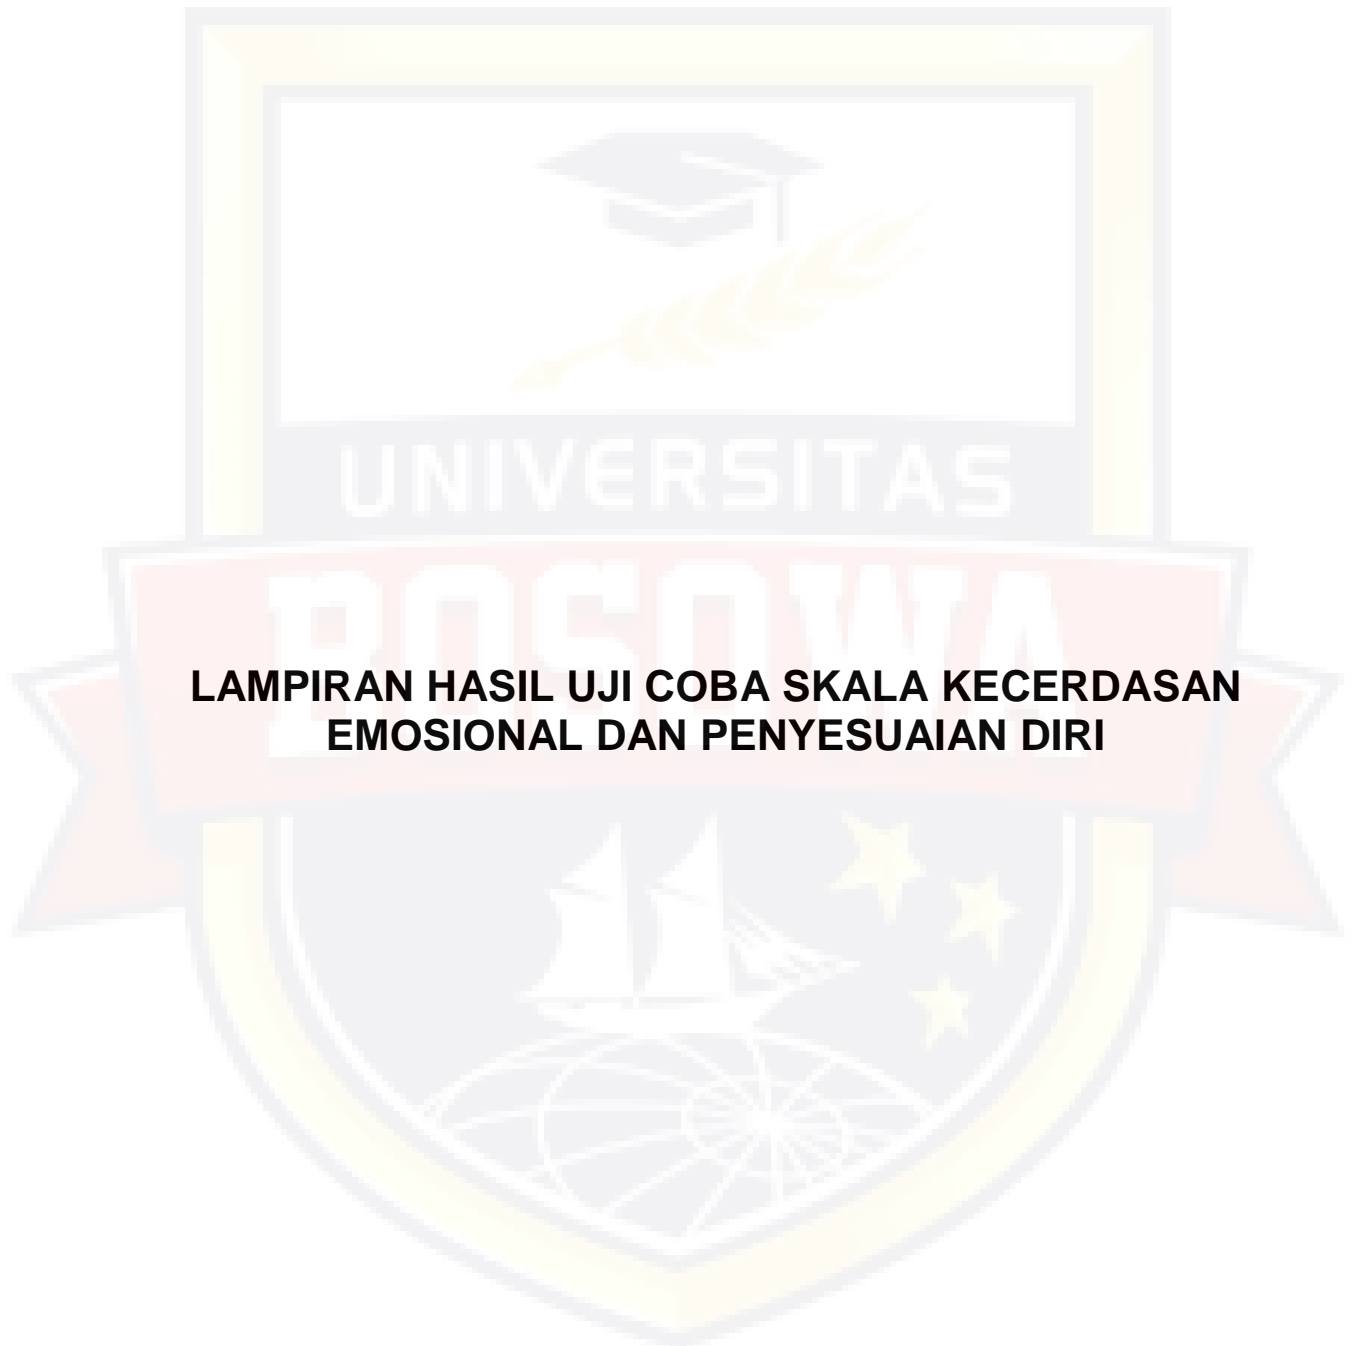 UNIVERSITAS
BOSOWA
LAMPIRAN HASIL UJI COBA SKALA KECERDASAN
EMOSIONAL DAN PENYESUAIAN DIRI